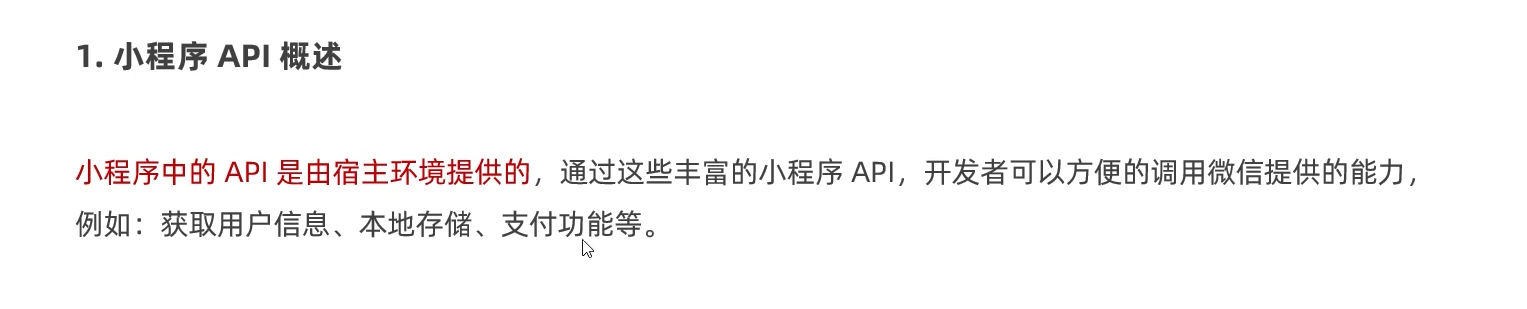 1. 小程序 API 概述
小程序中的 API 是由宿主环境提供的，通过这些丰富的小程序 API，开发者可以方便的调用微信提供的能力，
例如：获取用户信息、本地存储、支付功能等。